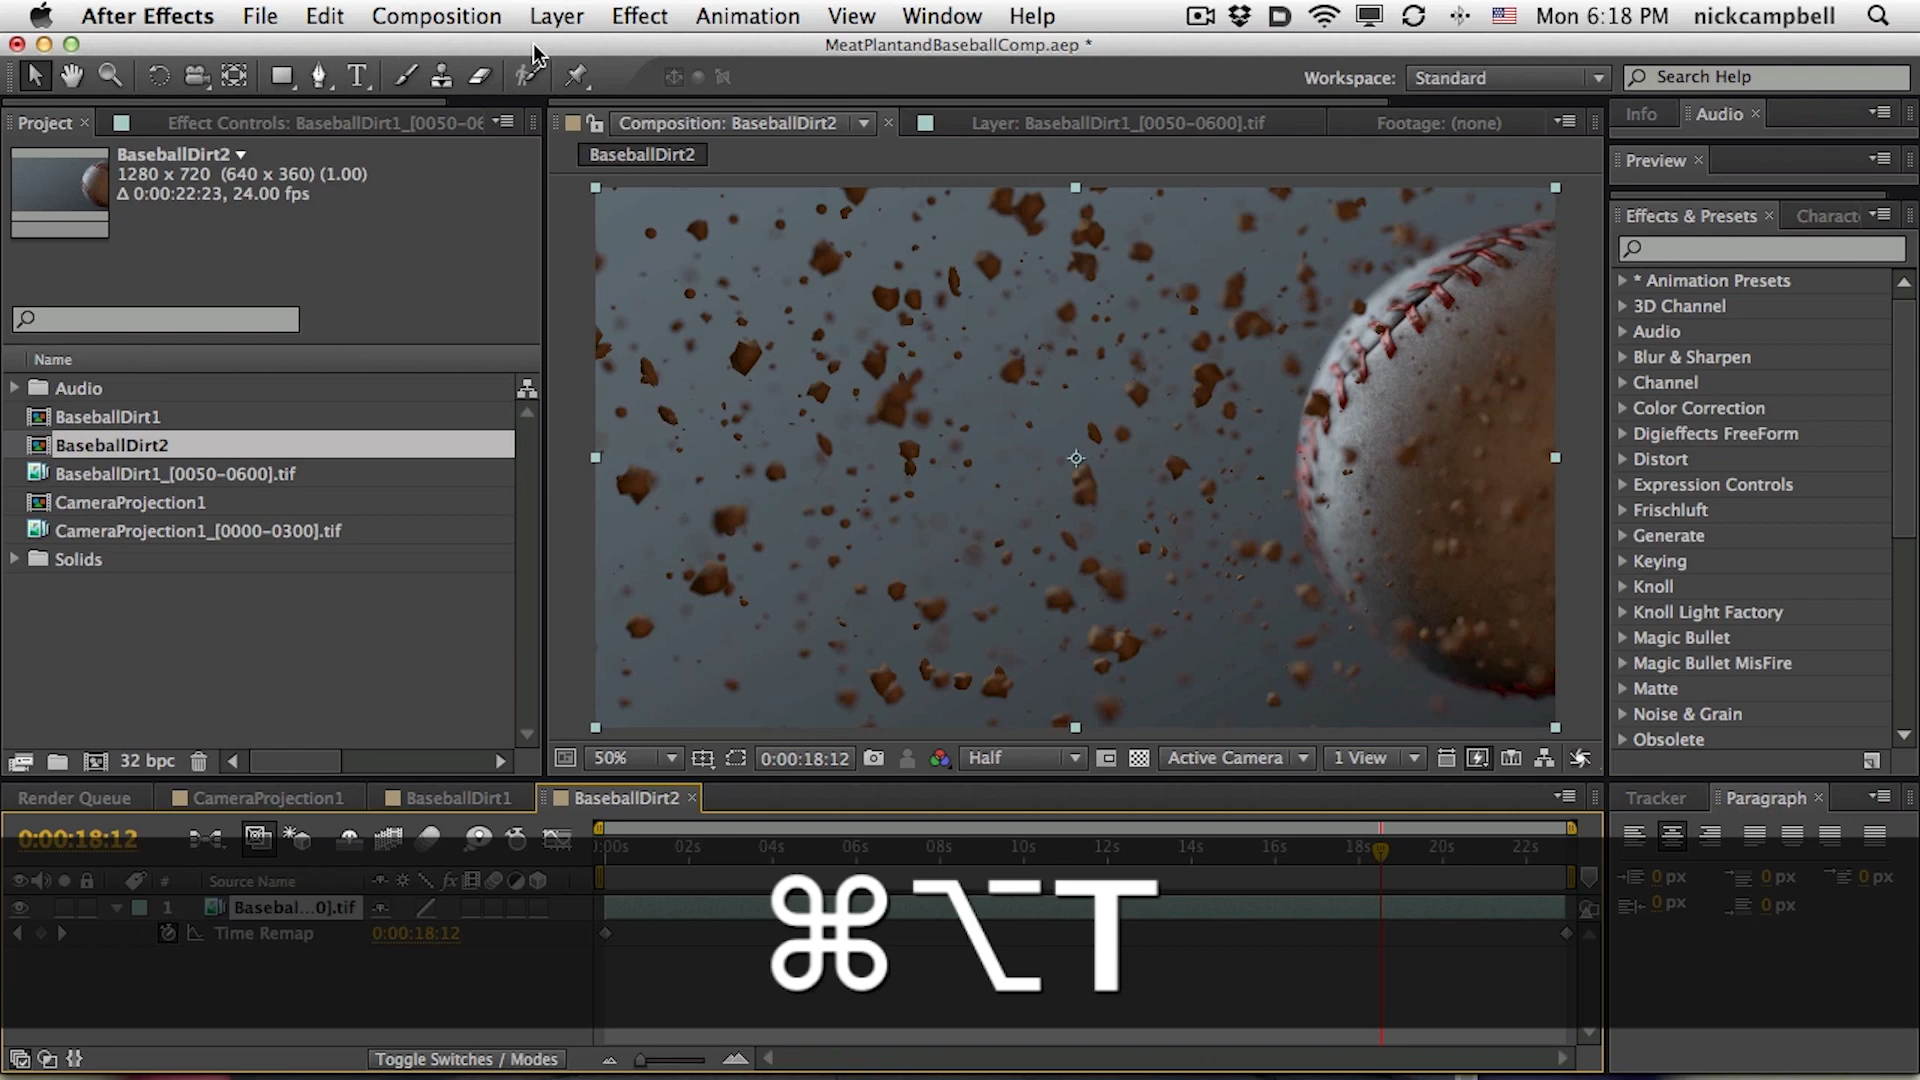 After Effects File Edit Composition Layer Effect Animation View Window Help Mon 6:18 PM nickcampbell
MeatPlantandBaseballComp.aep *
Workspace: Standard Search Help
Project × Effect Controls: BaseballDirt1_[0050-06
Composition: BaseballDirt2 × Layer: BaseballDirt1_[0050-0600].tif Footage: (none)
Info Audio ×
BaseballDirt2
1280 x 720 (640 x 360) (1.00)
Δ 0:00:22:23, 24.00 fps
BaseballDirt2
Preview ×
Effects & Presets × Charact
Name
Audio
BaseballDirt1
BaseballDirt2
BaseballDirt1_[0050-0600].tif
CameraProjection1
CameraProjection1_[0000-0300].tif
Solids
* Animation Presets
3D Channel
Audio
Blur & Sharpen
Channel
Color Correction
Digieffects FreeForm
Distort
Expression Controls
Frischluft
Generate
Keying
Knoll
Knoll Light Factory
Magic Bullet
Magic Bullet MisFire
Matte
Noise & Grain
Obsolete
32 bpc
50% 0:00:18:12 Half Active Camera 1 View
Render Queue CameraProjection1 BaseballDirt1 BaseballDirt2 ×
Tracker Paragraph ×
0:00:18:12
:00s 02s 04s 06s 08s 10s 12s 14s 16s 18s 20s 22s
# Source Name fx
1 Basebal...0].tif
Time Remap 0:00:18:12
0 px 0 px 0 px
0 px 0 px
⌘⌥T
Toggle Switches / Modes